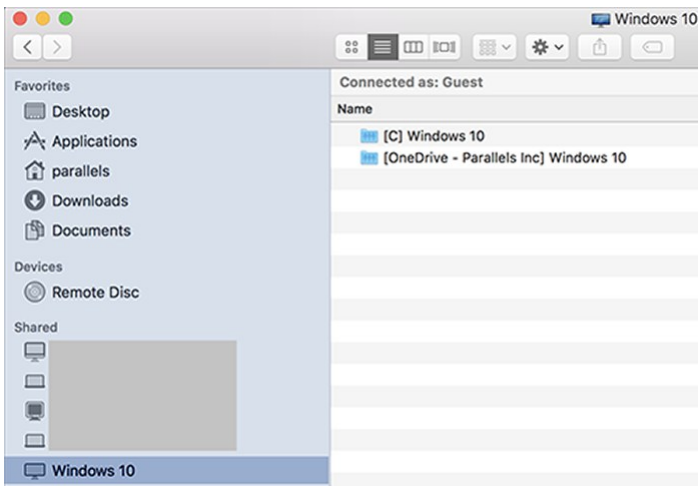 Windows 10
Favorites
Desktop
Applications
parallels
Downloads
Documents
Devices
Remote Disc
Shared
Windows 10
Connected as: Guest
Name
[C] Windows 10
[OneDrive - Parallels Inc] Windows 10